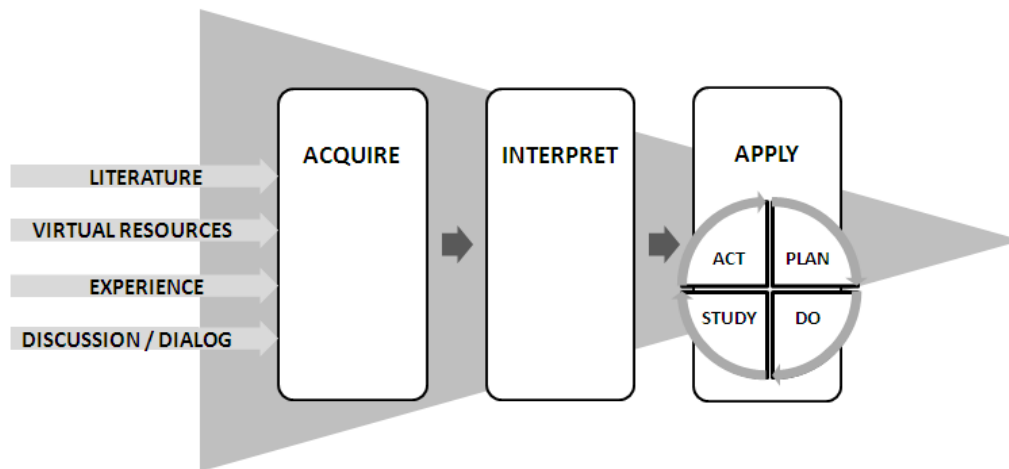 ACQUIRE
INTERPRET
APPLY
LITERATURE
VIRTUAL RESOURCES
EXPERIENCE
DISCUSSION / DIALOG
ACT
PLAN
STUDY
DO